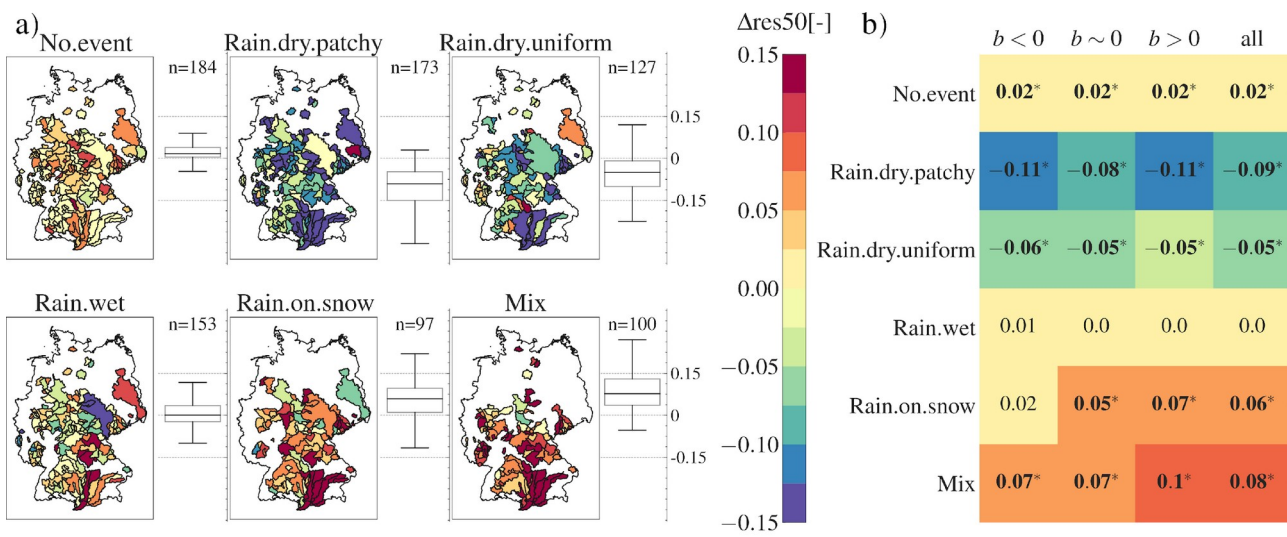 a)
No.event
n=184
Rain.dry.patchy
n=173
Rain.dry.uniform
n=127
0.15
0
-0.15
Rain.wet
n=153
Rain.on.snow
n=97
Mix
n=100
0.15
0
-0.15
Δres50[-]
0.15
0.10
0.05
0.00
−0.05
−0.10
−0.15
b)
b < 0 b ∼ 0 b > 0 all
No.event 0.02* 0.02* 0.02* 0.02*
Rain.dry.patchy −0.11* −0.08* −0.11* −0.09*
Rain.dry.uniform −0.06* −0.05* −0.05* −0.05*
Rain.wet 0.01 0.0 0.0 0.0
Rain.on.snow 0.02 0.05* 0.07* 0.06*
Mix 0.07* 0.07* 0.1* 0.08*